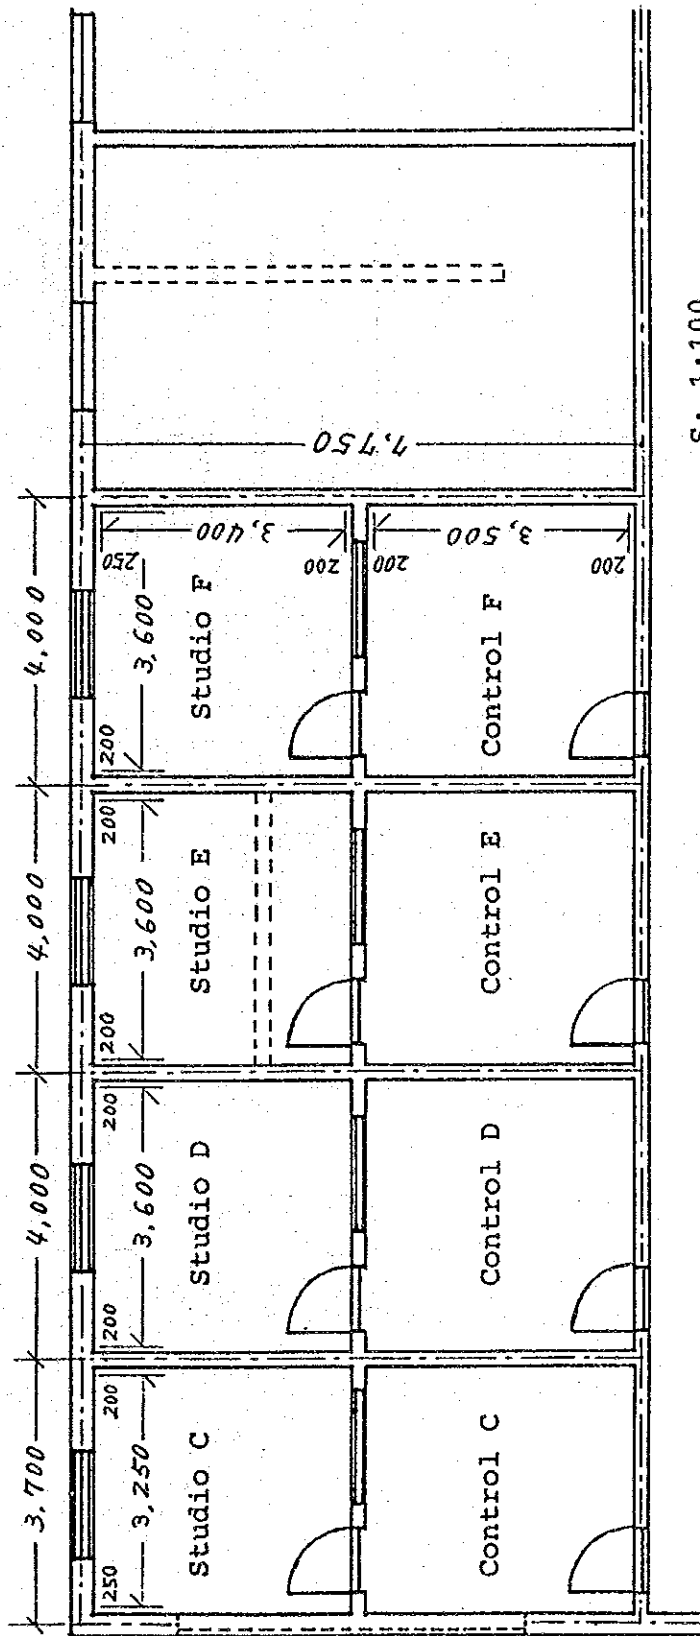 3,700
4,000
4,000
4,000
250
3,250
200
200
3,600
200
200
3,600
200
200
3,600
250
Studio C
Studio D
Studio E
Studio F
3,400
200
200
3,500
200
7,750
Control C
Control D
Control E
Control F
S. 1:100